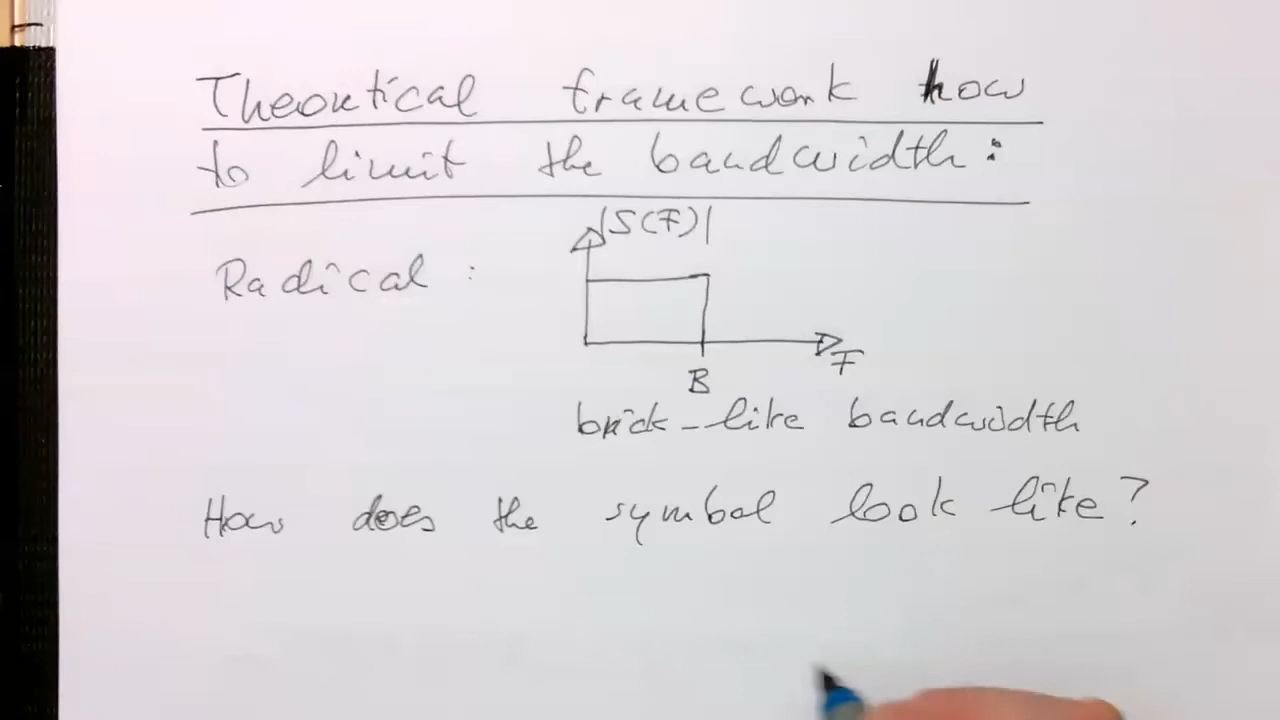 Theoretical framework how
to limit the bandwidth:
|S(F)|
Radical :
F
B
brick-like bandwidth
How does the symbol look like?